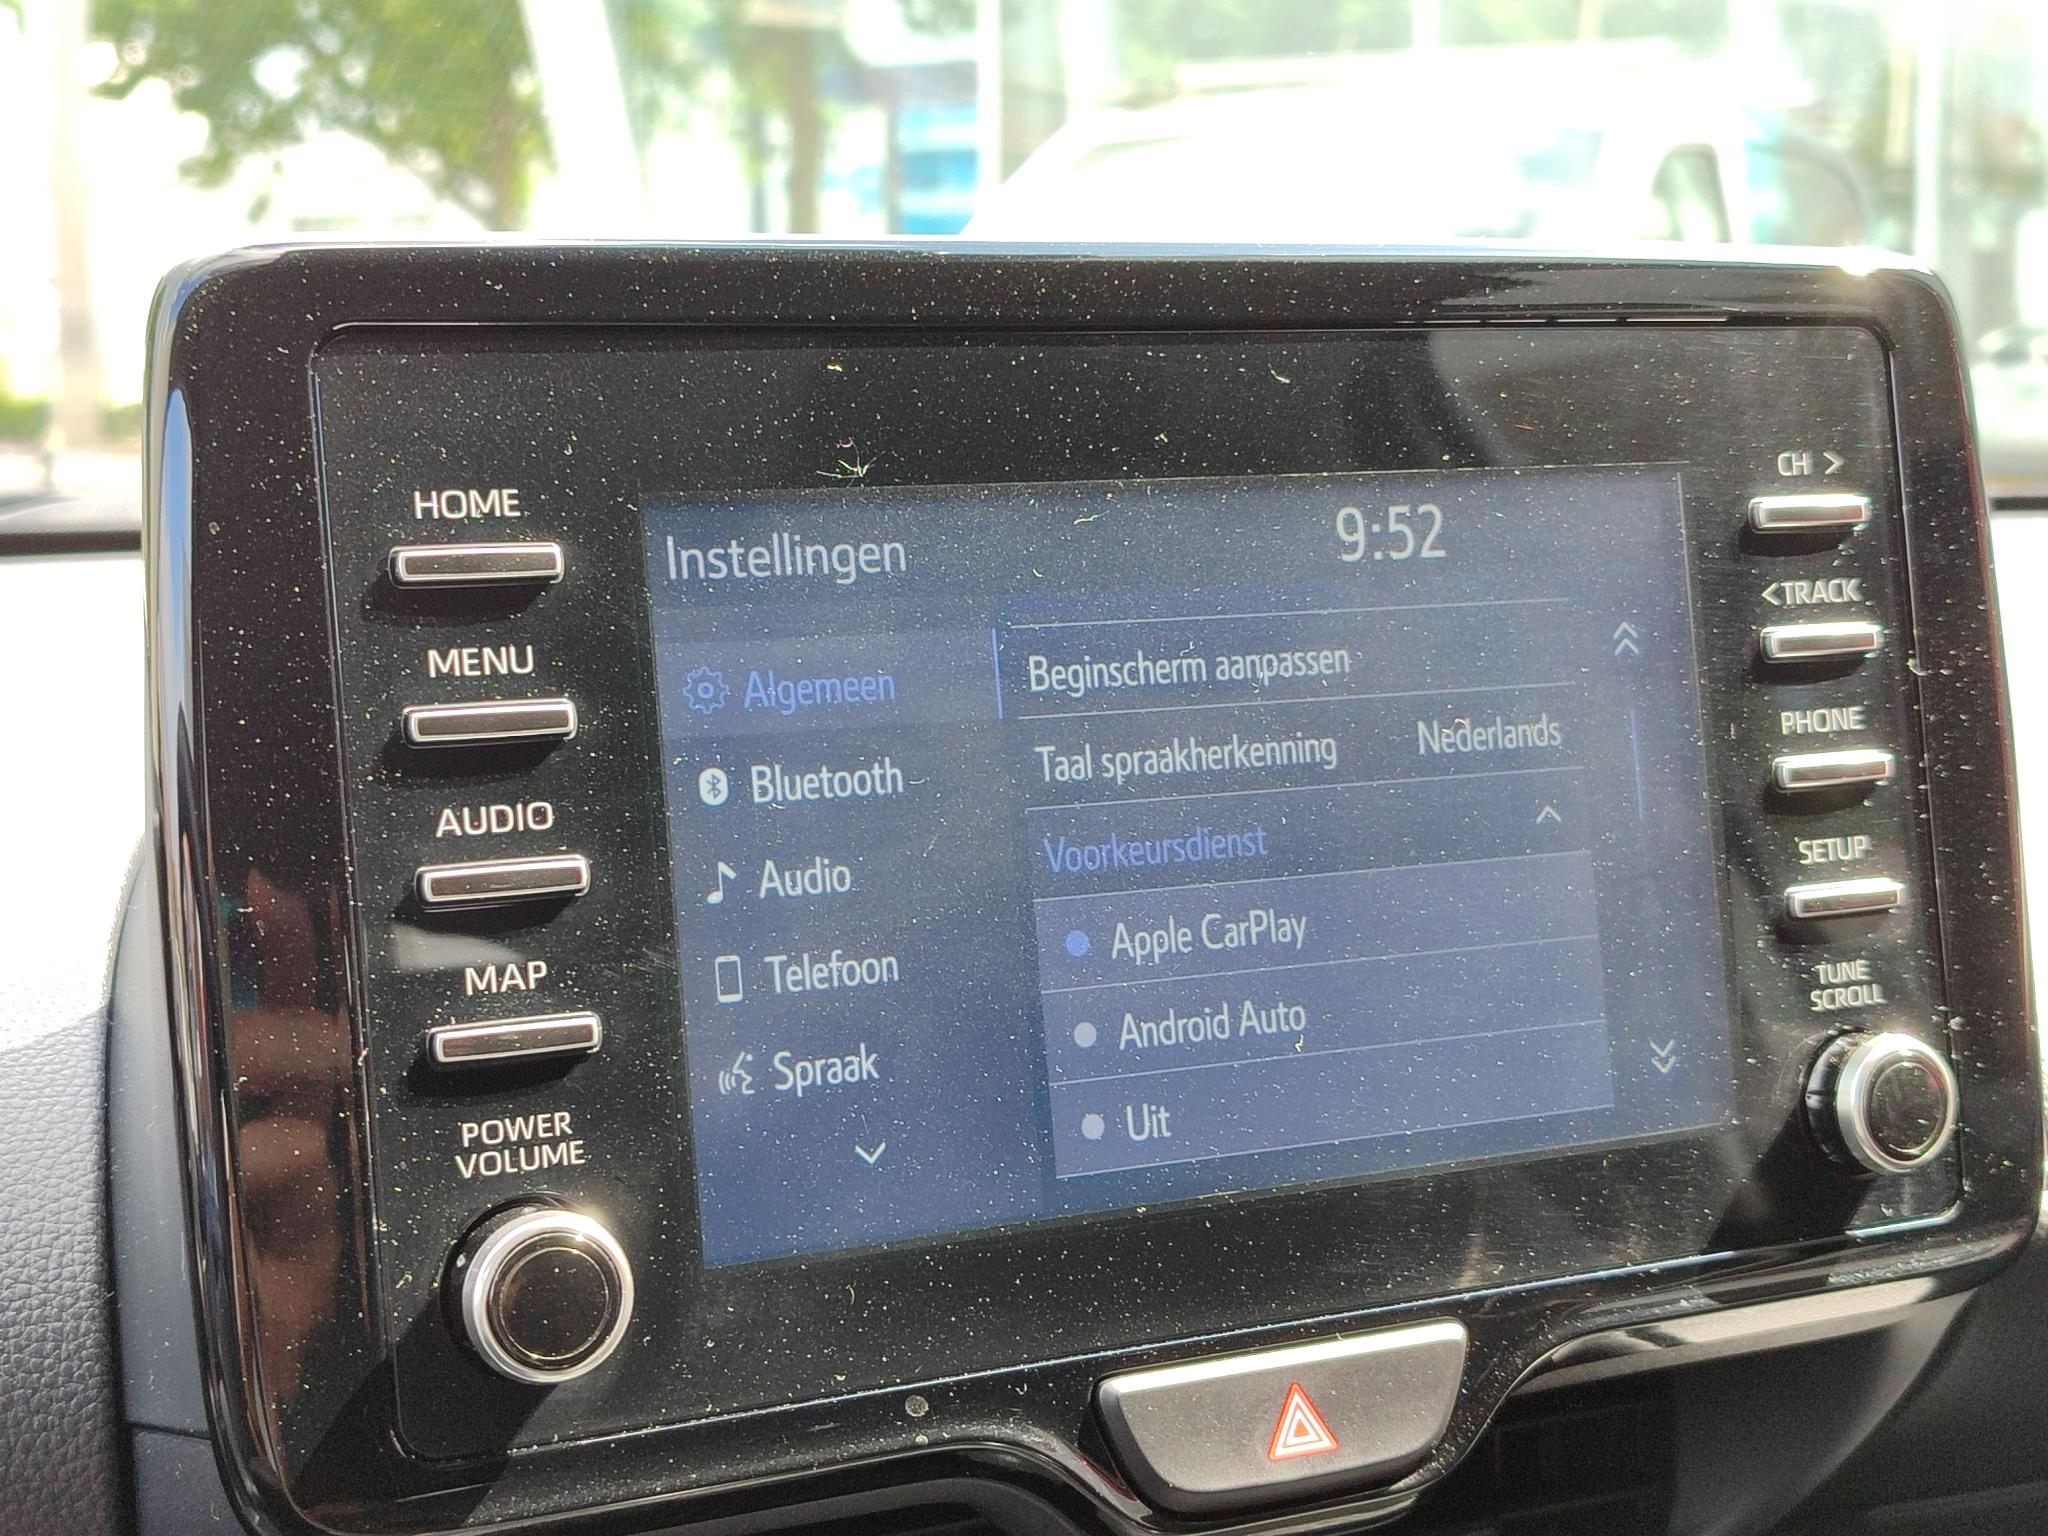 HOME
MENU
AUDIO
MAP
POWER
VOLUME
Instellingen
9:52
Algemeen
Bluetooth
Audio
Telefoon
Spraak
Beginscherm aanpassen
Taal spraakherkenning Nederlands
Voorkeursdienst
Apple CarPlay
Android Auto
Uit
CH >
<TRACK
PHONE
SETUP
TUNE
SCROLL